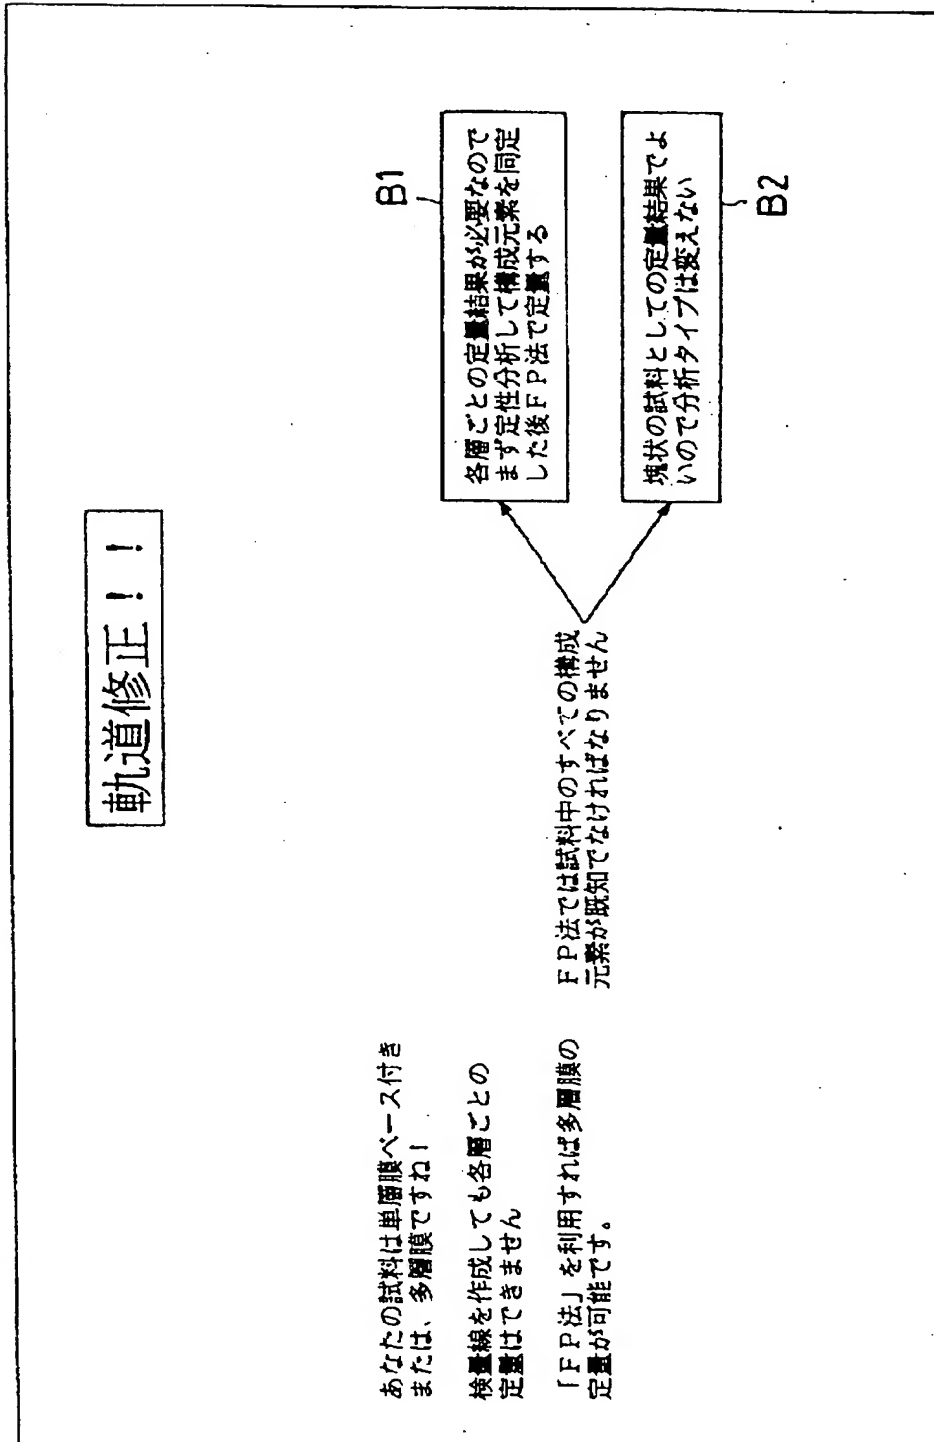 軌道修正！！
あなたの試料は単層膜ベース付き
または、多層膜ですね！
検量線を作成しても各層ごとの
定量はできません
「ＦＰ法」を利用すれば多層膜の
定量が可能です。
ＦＰ法では試料中のすべての構成
元素が既知でなければなりません
B1
各層ごとの定量結果が必要なので
まず定性分析して構成元素を同定
した後ＦＰ法で定量する
塊状の試料としての定量結果でよ
いので分析タイプは変えない
B2